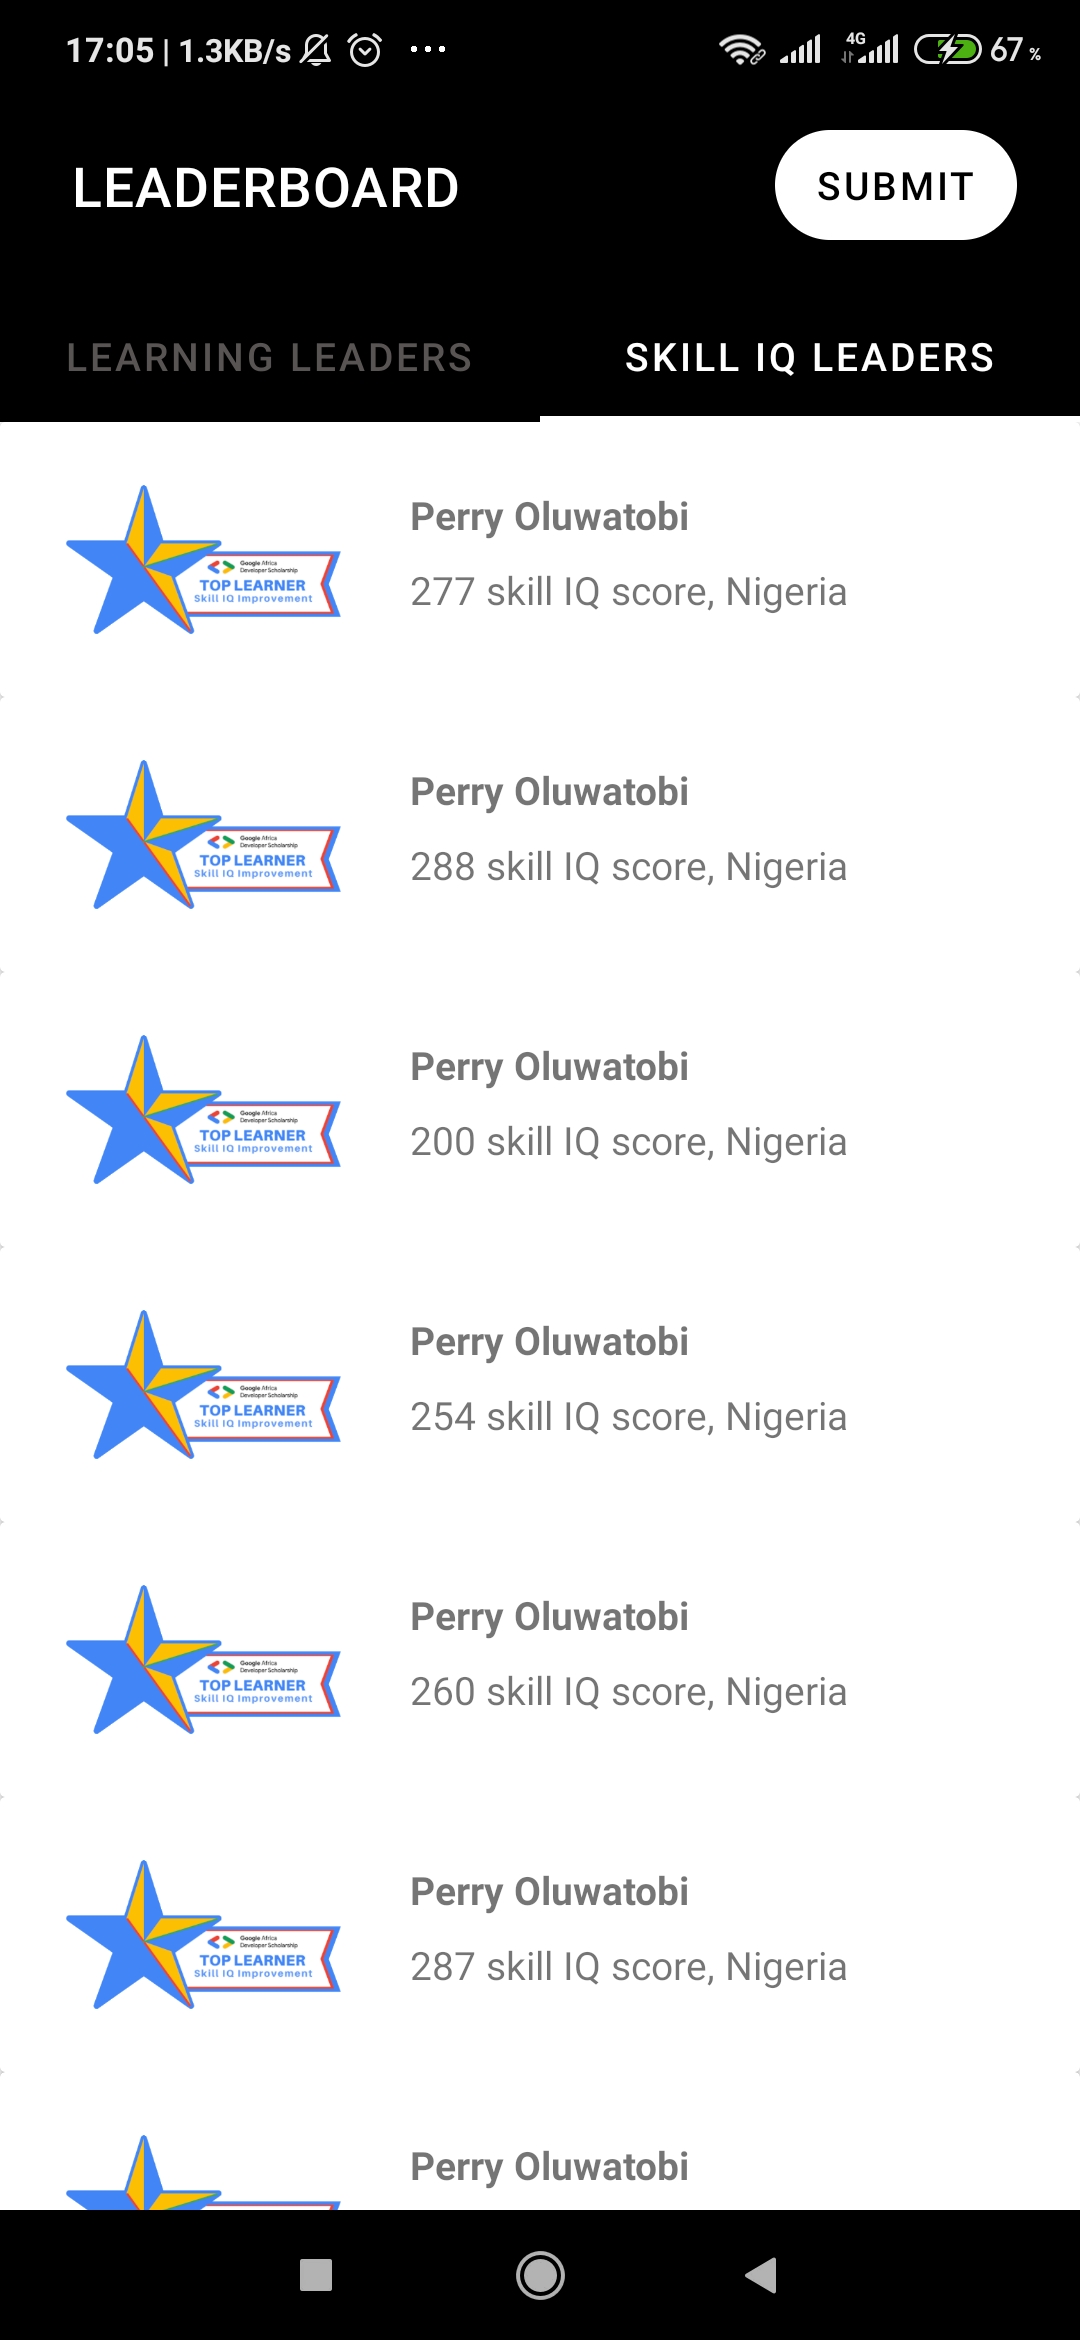 17:05 | 1.3KB/s ... 4G 67 %
LEADERBOARD
SUBMIT
LEARNING LEADERS
SKILL IQ LEADERS
Perry Oluwatobi
277 skill IQ score, Nigeria
Google Africa
Developer Scholarship
TOP LEARNER
Skill IQ Improvement
Perry Oluwatobi
288 skill IQ score, Nigeria
Google Africa
Developer Scholarship
TOP LEARNER
Skill IQ Improvement
Perry Oluwatobi
200 skill IQ score, Nigeria
Google Africa
Developer Scholarship
TOP LEARNER
Skill IQ Improvement
Perry Oluwatobi
254 skill IQ score, Nigeria
Google Africa
Developer Scholarship
TOP LEARNER
Skill IQ Improvement
Perry Oluwatobi
260 skill IQ score, Nigeria
Google Africa
Developer Scholarship
TOP LEARNER
Skill IQ Improvement
Perry Oluwatobi
287 skill IQ score, Nigeria
Google Africa
Developer Scholarship
TOP LEARNER
Skill IQ Improvement
Perry Oluwatobi